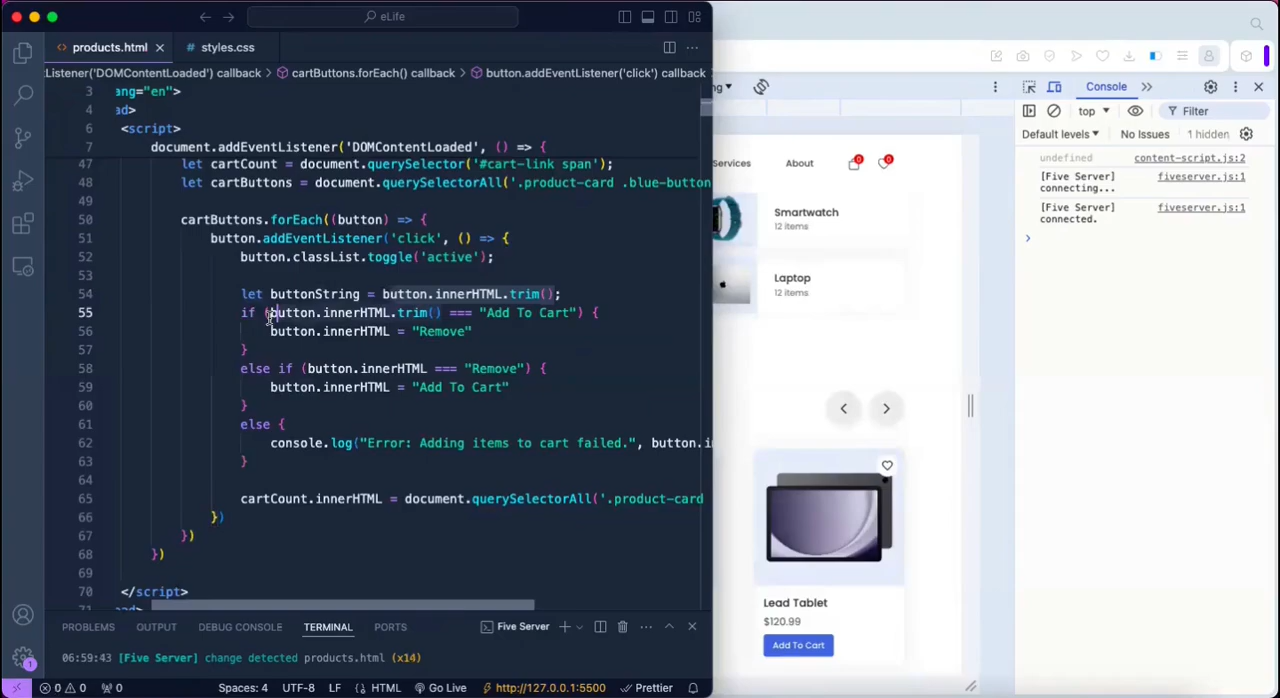 eLife
products.html
# styles.css
Listener('DOMContentLoaded') callback > cartButtons.forEach() callback > button.addEventListener('click') callback
3 ang="en">
4 ad>
6 <script>
7 document.addEventListener('DOMContentLoaded', () => {
47 let cartCount = document.querySelector('#cart-link span');
48 let cartButtons = document.querySelectorAll('.product-card .blue-button
49
50 cartButtons.forEach((button) => {
51 button.addEventListener('click', () => {
52 button.classList.toggle('active');
53
54 let buttonString = button.innerHTML.trim();
55 if (button.innerHTML.trim() === "Add To Cart") {
56 button.innerHTML = "Remove"
57 }
58 else if (button.innerHTML === "Remove") {
59 button.innerHTML = "Add To Cart"
60 }
61 else {
62 console.log("Error: Adding items to cart failed.", button.i
63 }
64
65 cartCount.innerHTML = document.querySelectorAll('.product-card
66 })
67 })
68 })
69
70 </script>
71 ead>
PROBLEMS OUTPUT DEBUG CONSOLE TERMINAL PORTS
Five Server
06:59:43 [Five Server] change detected products.html (x14)
1
0 0 0
Spaces: 4 UTF-8 LF {} HTML Go Live http://127.0.0.1:5500 Prettier
ng
Services About 0 0
Smartwatch
12 items
Laptop
12 items
Lead Tablet
$120.99
Add To Cart
Console
top
Filter
Default levels No Issues 1 hidden
undefined content-script.js:2
[Five Server] fiveserver.js:1
connecting...
[Five Server] fiveserver.js:1
connected.